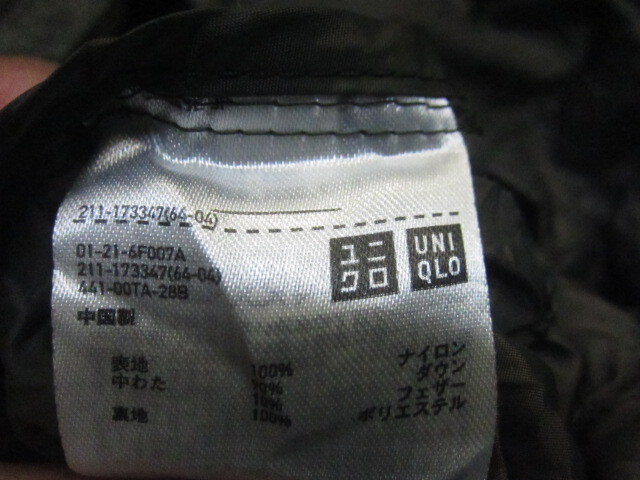 211-173347(64-04)
01-21-6F007A
211-173347(64-04)
441-00TA-28B
中国製
ユニ
クロ
UNI
QLO
表地 100% ナイロン
中わた 90% ダウン
10% フェザー
裏地 100% ポリエステル